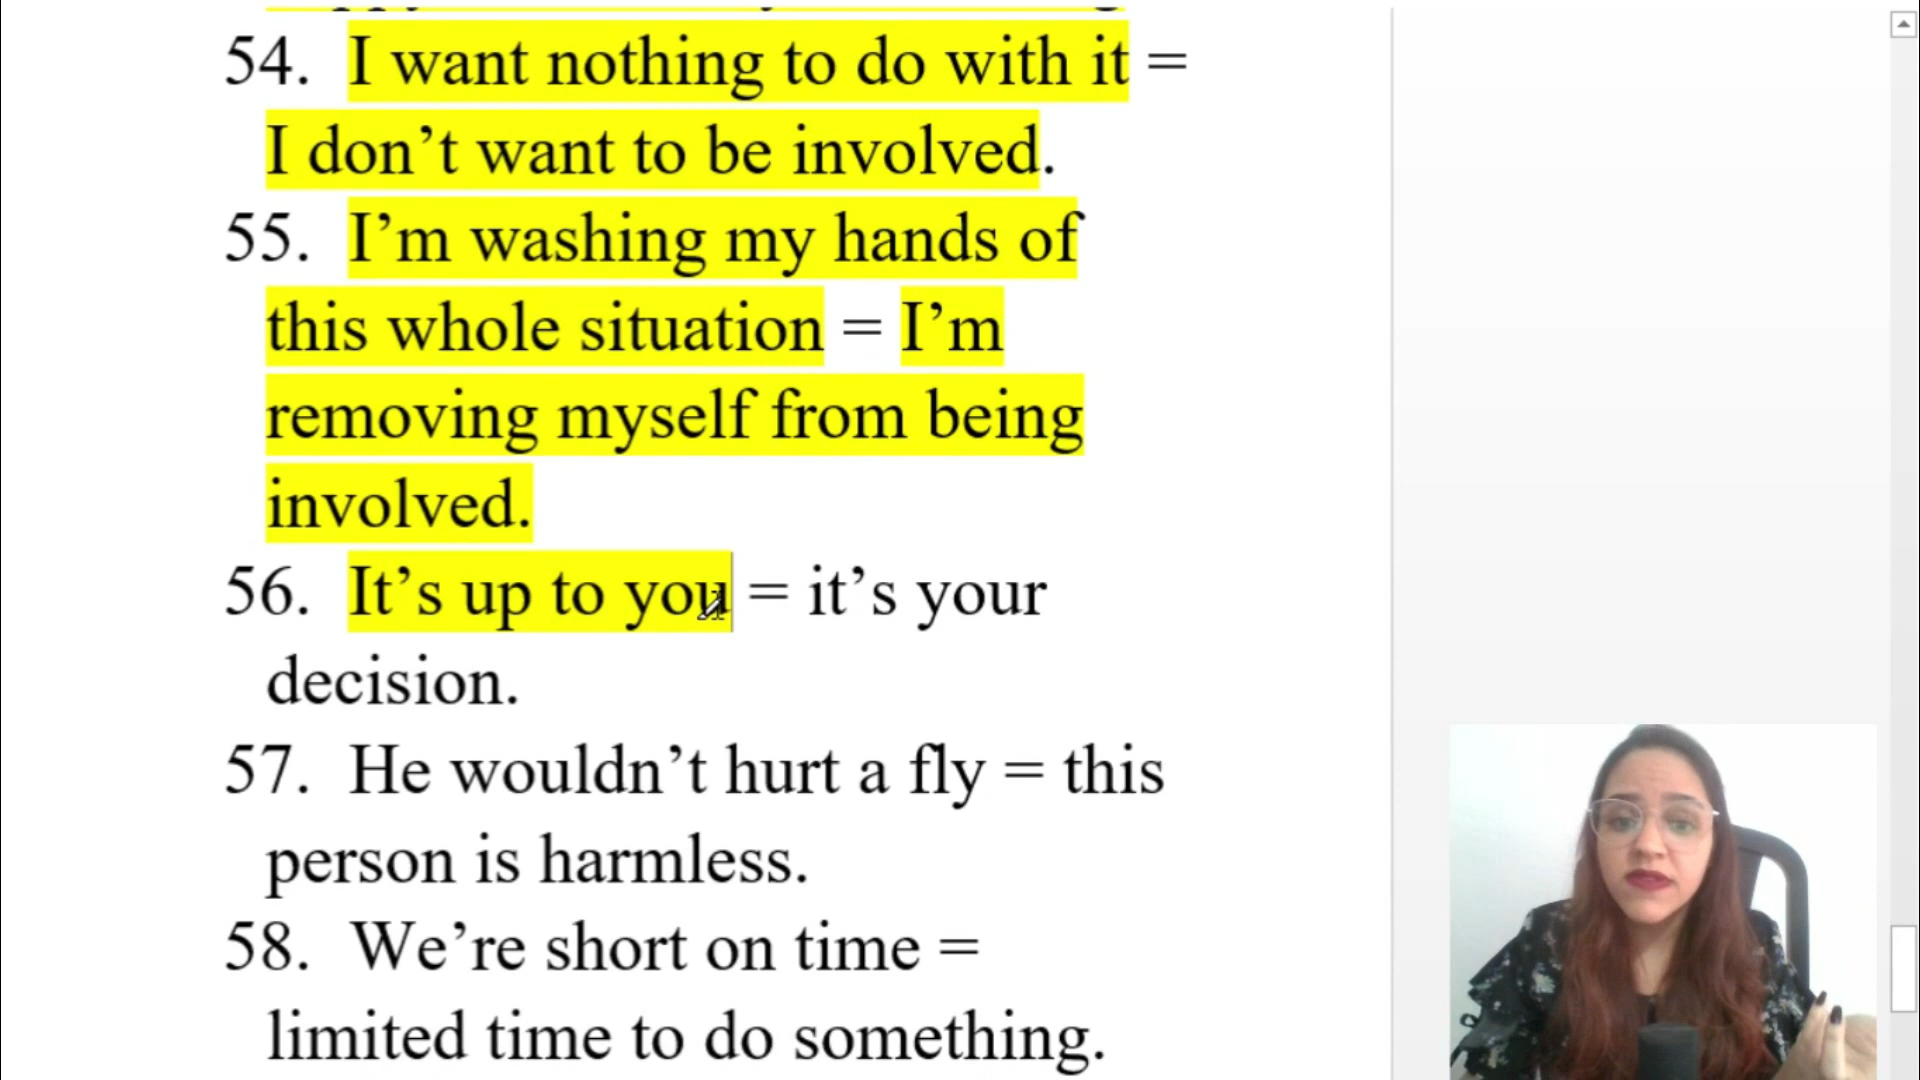 54. I want nothing to do with it =
I don’t want to be involved.
55. I’m washing my hands of
this whole situation = I’m
removing myself from being
involved.
56. It’s up to you = it’s your
decision.
57. He wouldn’t hurt a fly = this
person is harmless.
58. We’re short on time =
limited time to do something.